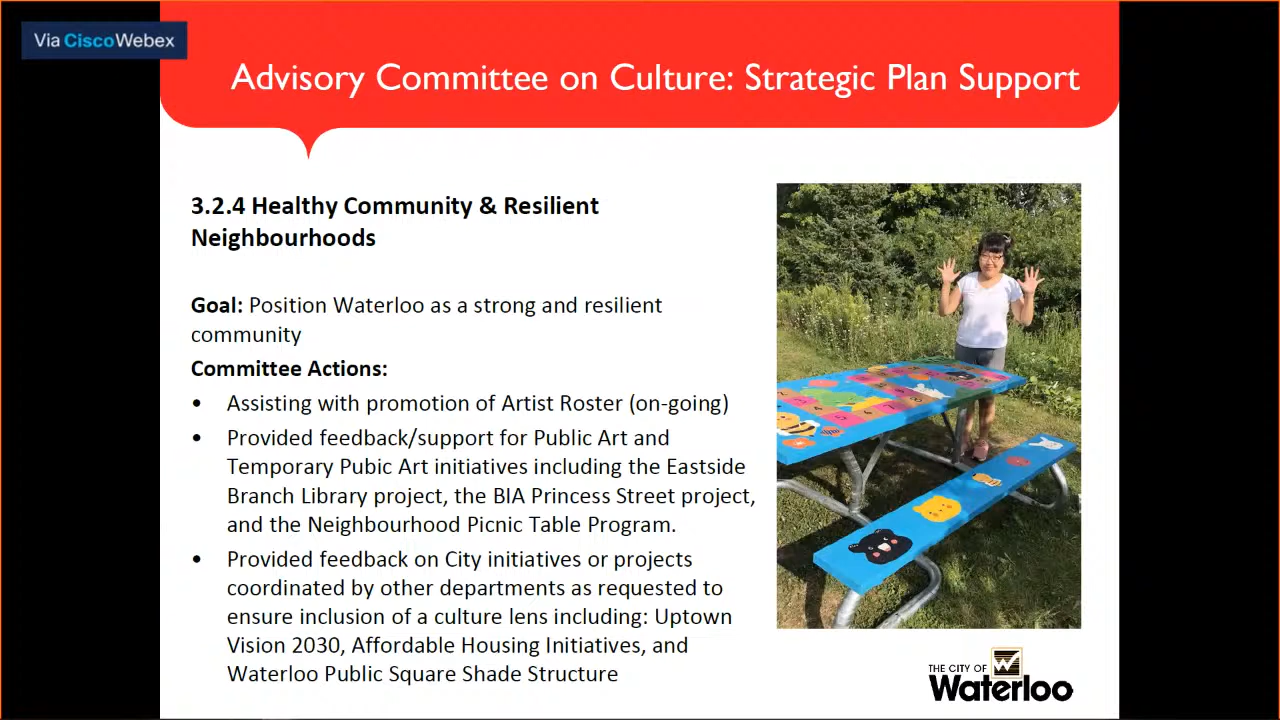 Via CiscoWebex
Advisory Committee on Culture: Strategic Plan Support
3.2.4 Healthy Community & Resilient
Neighbourhoods
Goal: Position Waterloo as a strong and resilient
community
Committee Actions:
• Assisting with promotion of Artist Roster (on-going)
• Provided feedback/support for Public Art and
Temporary Pubic Art initiatives including the Eastside
Branch Library project, the BIA Princess Street project,
and the Neighbourhood Picnic Table Program.
• Provided feedback on City initiatives or projects
coordinated by other departments as requested to
ensure inclusion of a culture lens including: Uptown
Vision 2030, Affordable Housing Initiatives, and
Waterloo Public Square Shade Structure
THE CITY OF
Waterloo